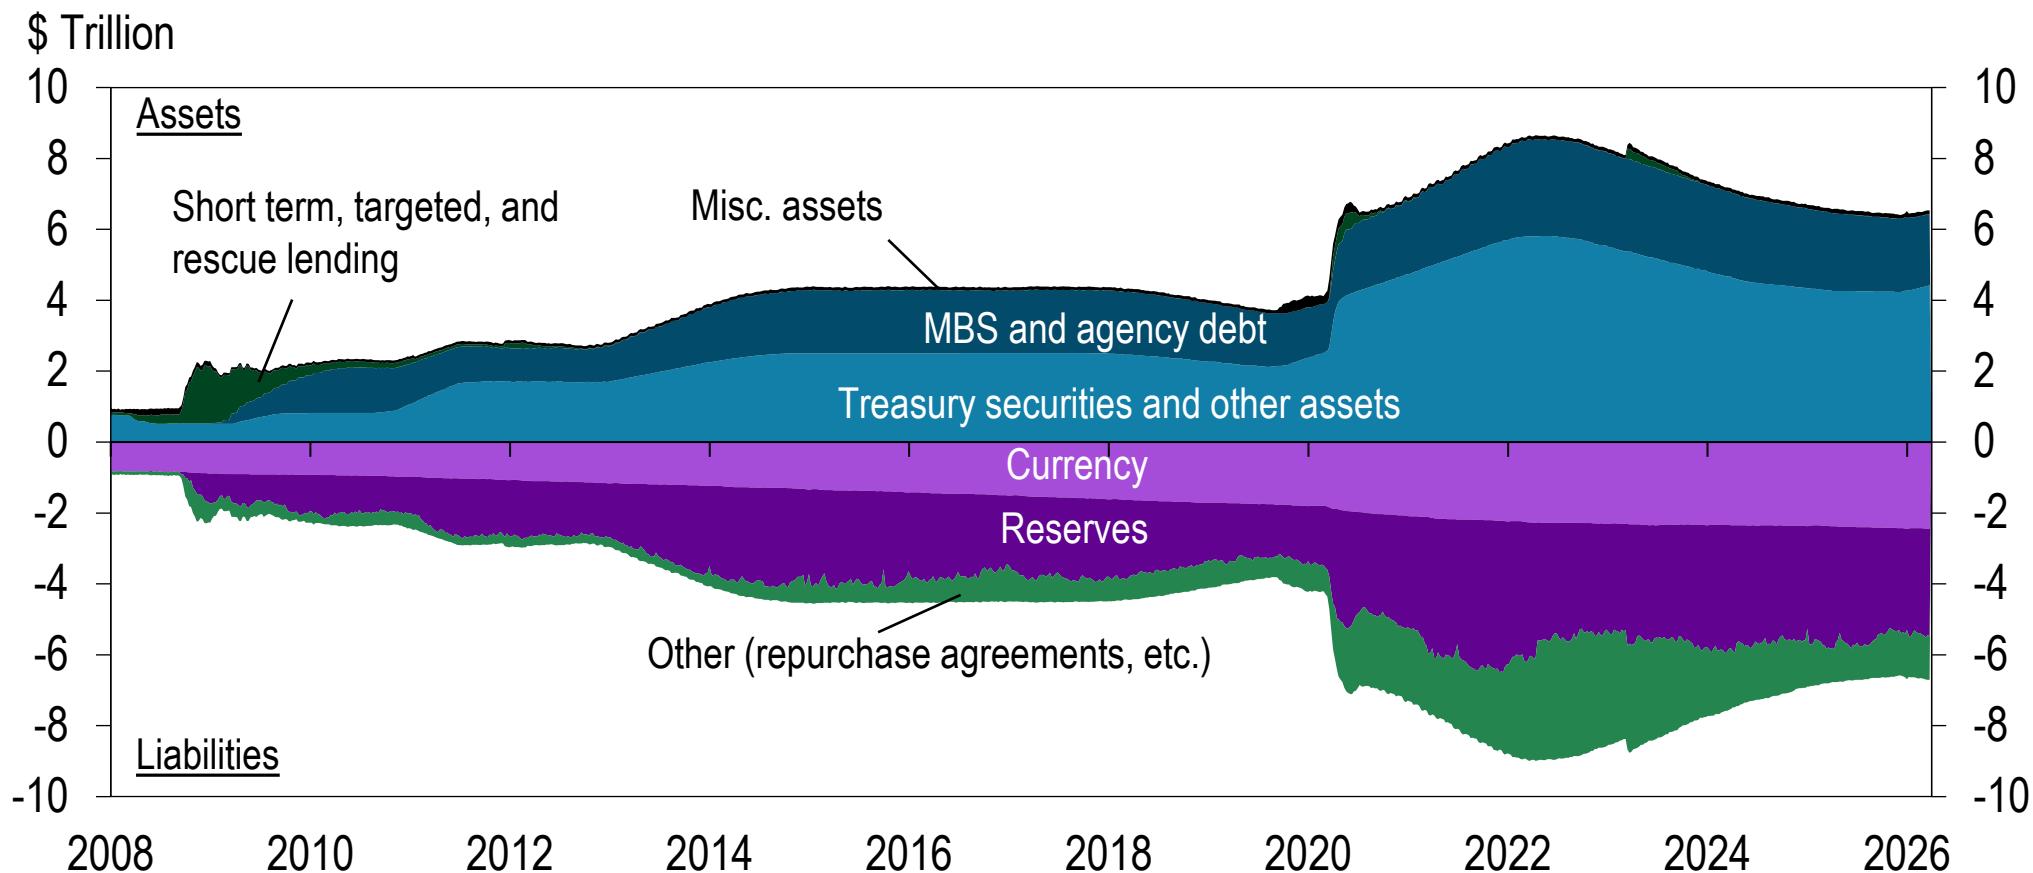 $ Trillion
10 10
Assets
8 8
Short term, targeted, and
rescue lending
Misc. assets
6 6
4 4
MBS and agency debt
2 2
Treasury securities and other assets
0 0
Currency
-2 -2
Reserves
-4 -4
Other (repurchase agreements, etc.)
-6 -6
-8 -8
Liabilities
-10 -10
2008 2010 2012 2014 2016 2018 2020 2022 2024 2026